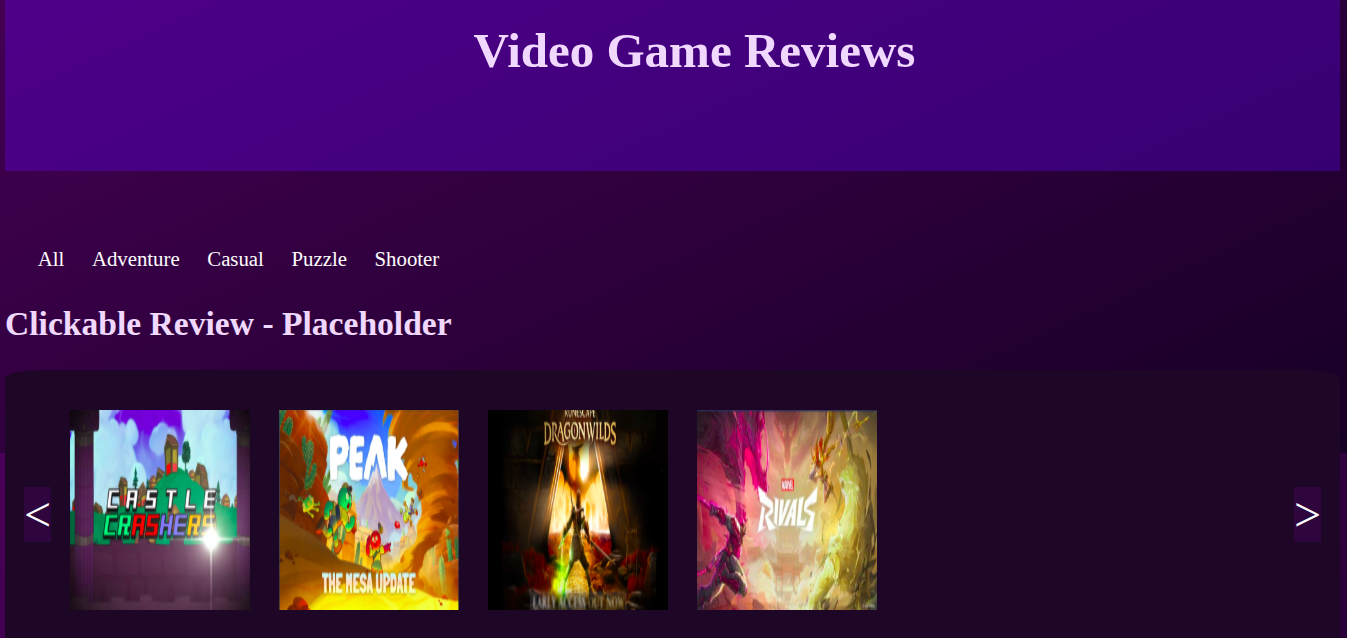 Video Game Reviews
All Adventure Casual Puzzle Shooter
Clickable Review - Placeholder
<
CASTLE
CRASHERS
PEAK
THE MESA UPDATE
RUNESCAPE
DRAGONWILDS
EARLY ACCESS OUT NOW
MARVEL
RIVALS
>